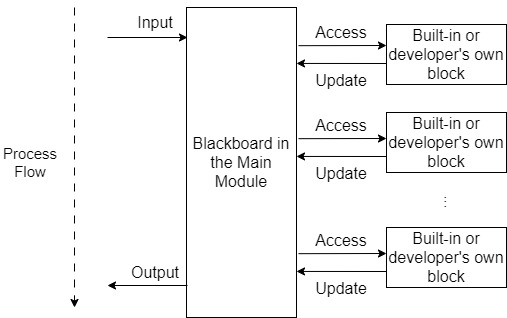 Input
Access
Built-in or
developer's own
block
Update
Process
Flow
Blackboard in
the Main
Module
Access
Built-in or
developer's own
block
Update
Output
Access
Built-in or
developer's own
block
Update